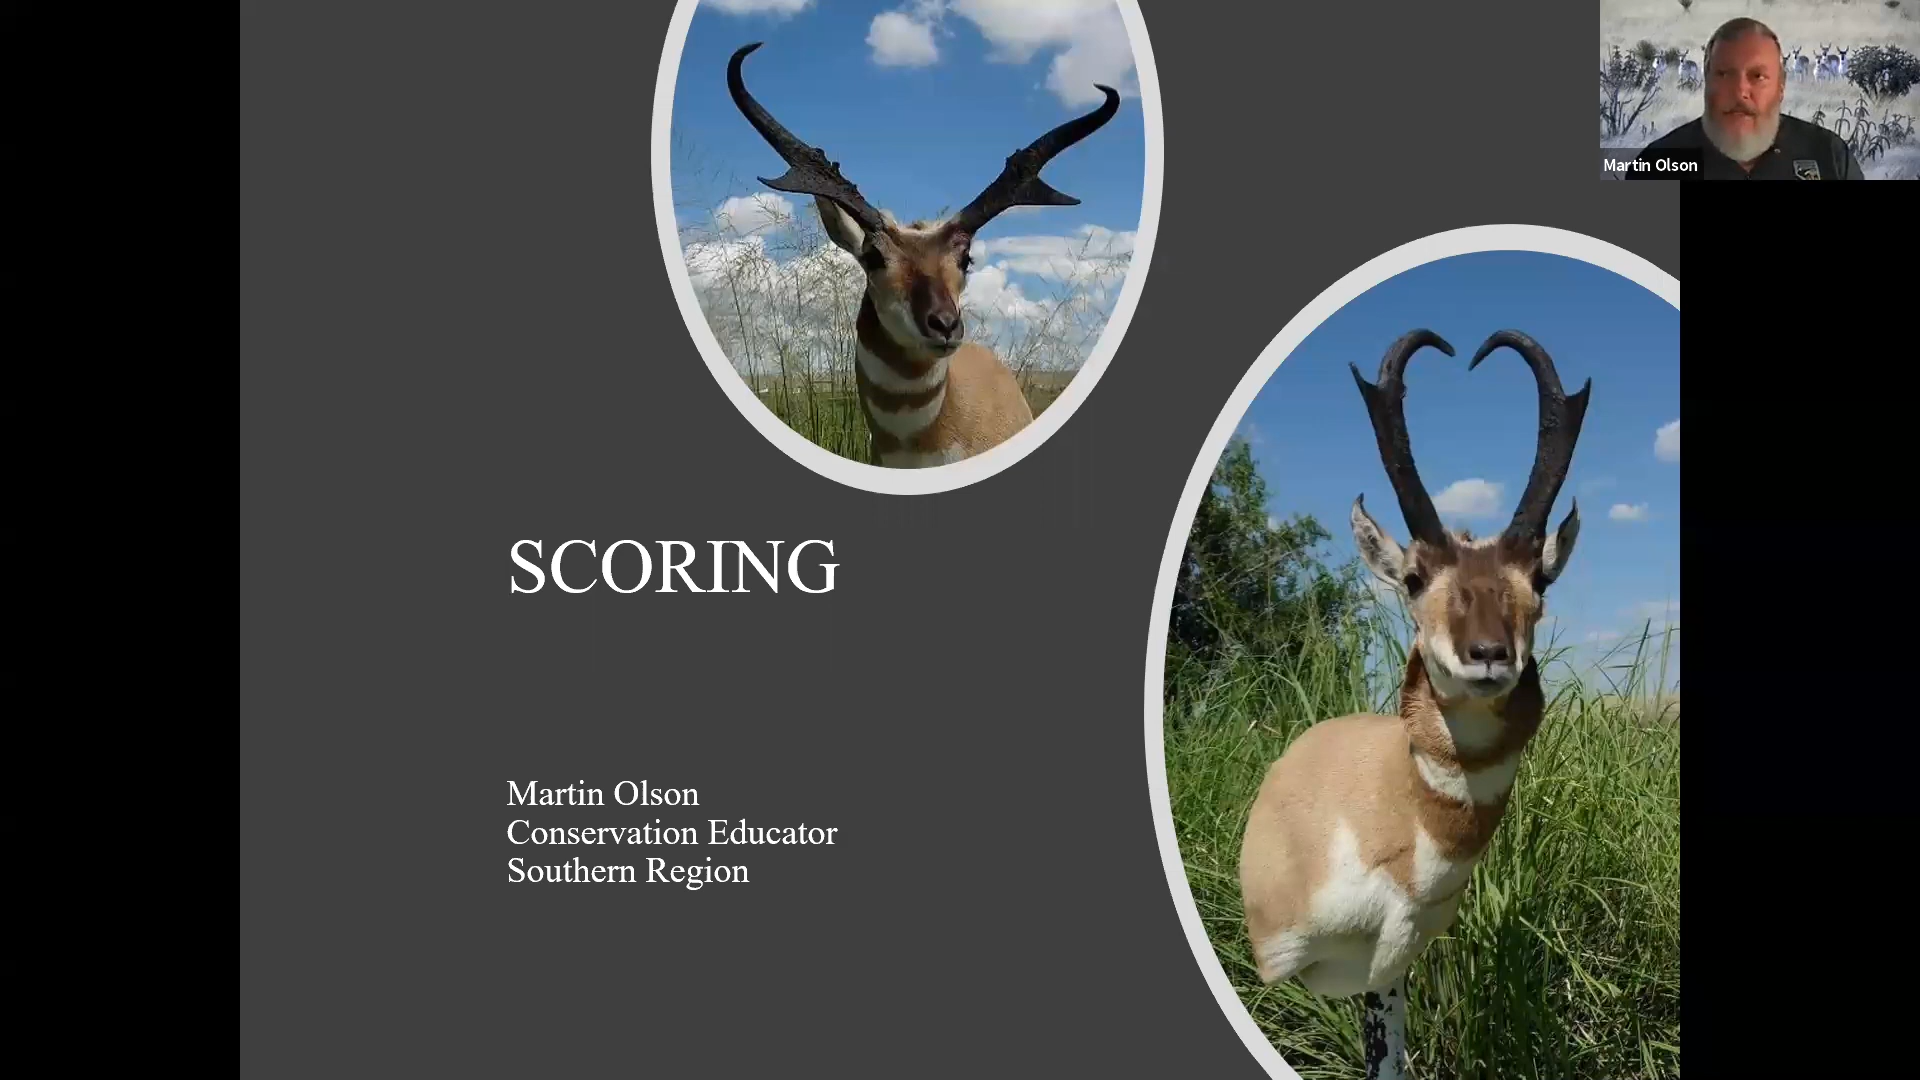 Martin Olson
SCORING
Martin Olson
Conservation Educator
Southern Region